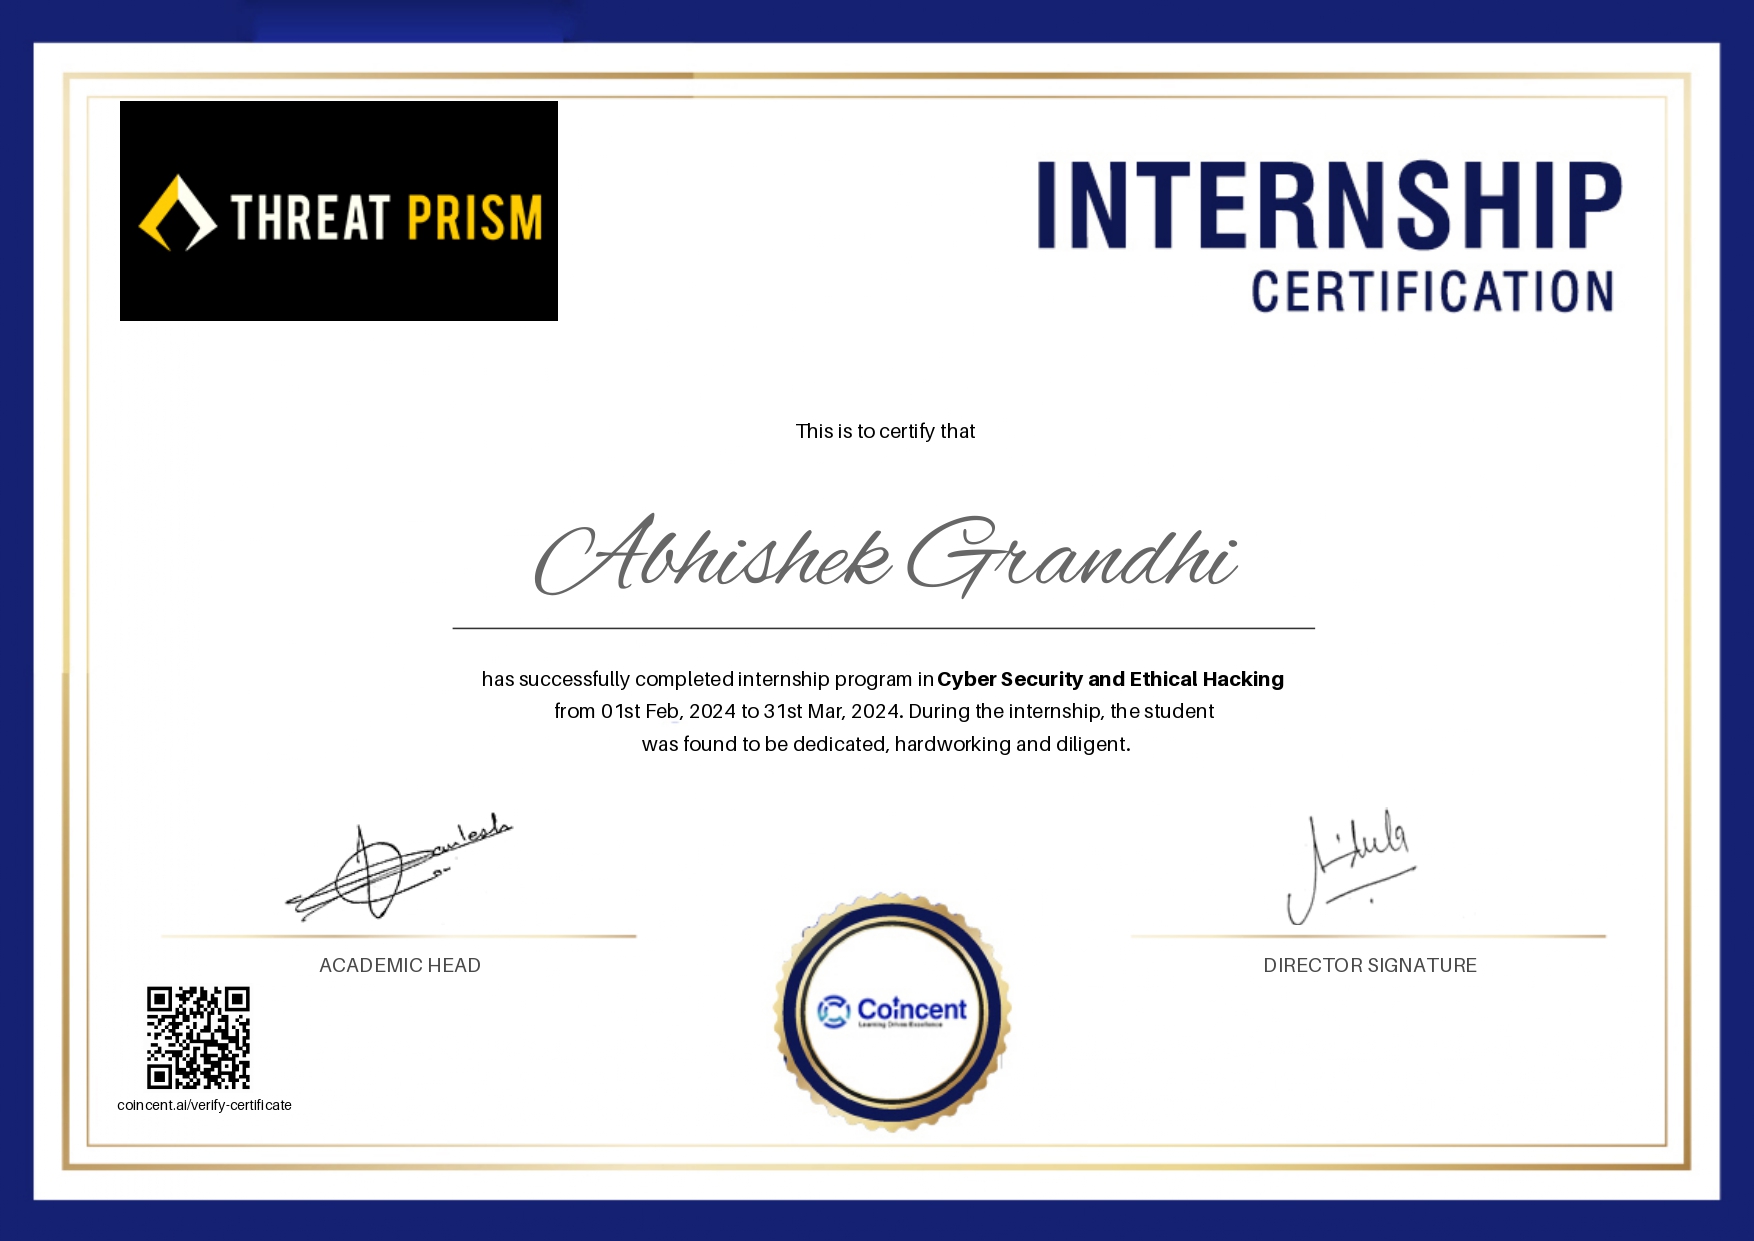 THREAT PRISM
INTERNSHIP
CERTIFICATION
This is to certify that
Abhishek Grandhi
has successfully completed internship program in Cyber Security and Ethical Hacking
from 01st Feb, 2024 to 31st Mar, 2024. During the internship, the student
was found to be dedicated, hardworking and diligent.
ACADEMIC HEAD
DIRECTOR SIGNATURE
Coincent
Learning Drives Excellence
coincent.ai/verify-certificate